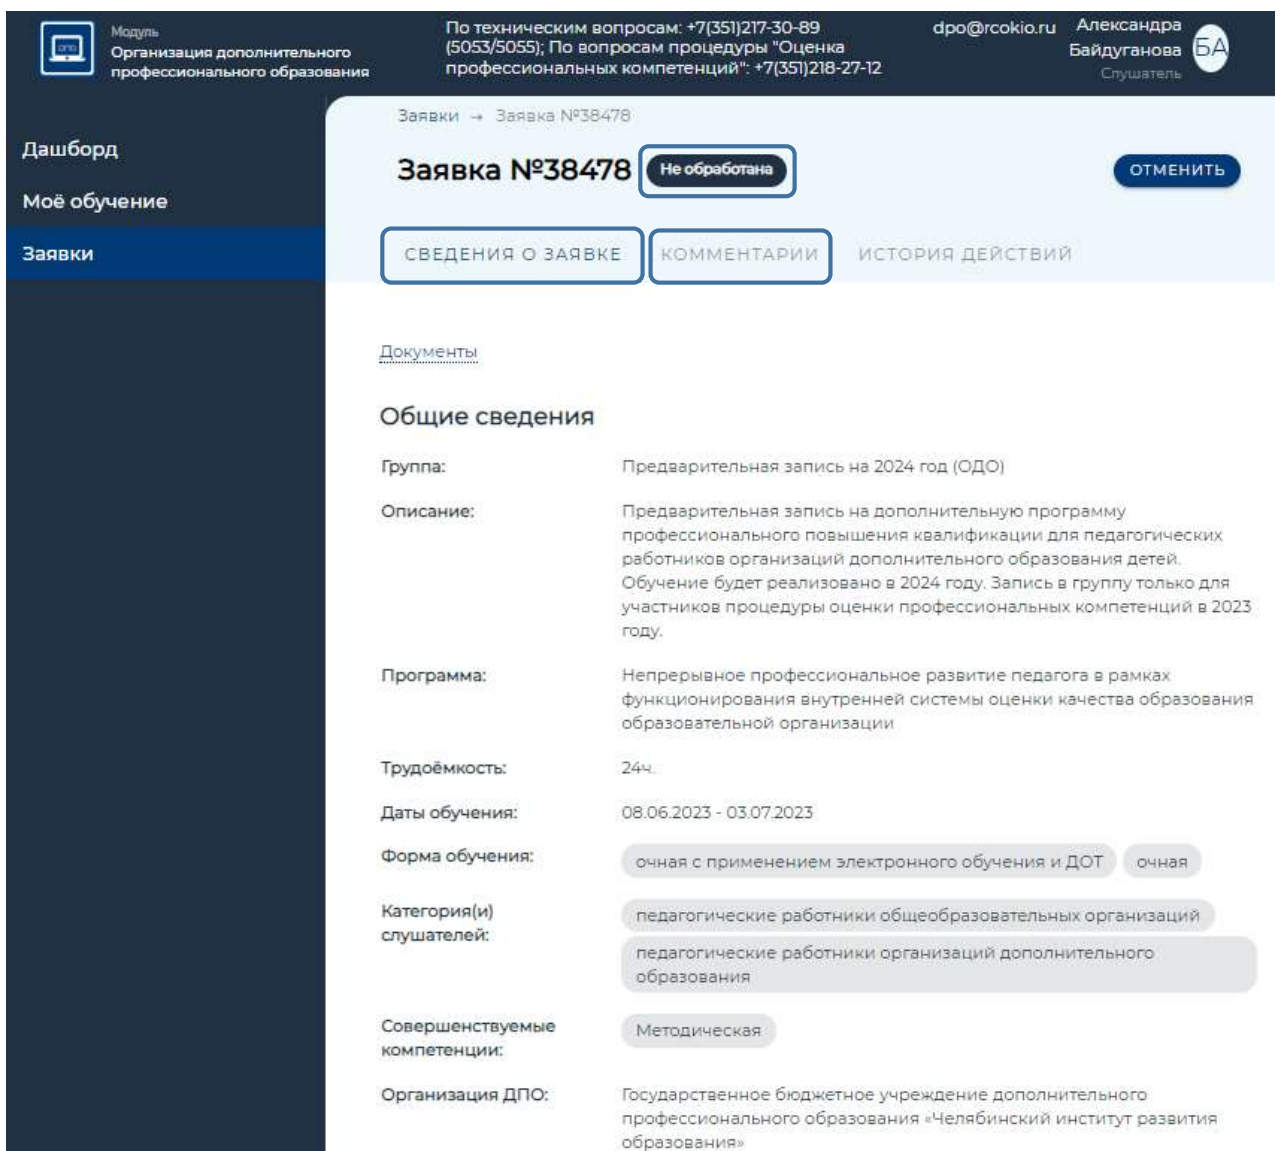 Модуль
Организация дополнительного
профессионального образования
По техническим вопросам: +7(351)217-30-89
(5053/5055); По вопросам процедуры "Оценка
профессиональных компетенций": +7(351)218-27-12
dpo@rcokio.ru
Александра
Байдуганова
Слушатель
БА
Дашборд
Моё обучение
Заявки
Заявки → Заявка №38478
Заявка №38478 Не обработана
ОТМЕНИТЬ
СВЕДЕНИЯ О ЗАЯВКЕ КОММЕНТАРИИ ИСТОРИЯ ДЕЙСТВИЙ
Документы
Общие сведения
Группа: Предварительная запись на 2024 год (ОДО)
Описание: Предварительная запись на дополнительную программу
профессионального повышения квалификации для педагогических
работников организаций дополнительного образования детей.
Обучение будет реализовано в 2024 году. Запись в группу только для
участников процедуры оценки профессиональных компетенций в 2023
году.
Программа: Непрерывное профессиональное развитие педагога в рамках
функционирования внутренней системы оценки качества образования
образовательной организации
Трудоёмкость: 24ч.
Даты обучения: 08.06.2023 - 03.07.2023
Форма обучения: очная с применением электронного обучения и ДОТ очная
Категория(и)
слушателей:
педагогические работники общеобразовательных организаций
педагогические работники организаций дополнительного
образования
Совершенствуемые
компетенции:
Методическая
Организация ДПО: Государственное бюджетное учреждение дополнительного
профессионального образования «Челябинский институт развития
образования»